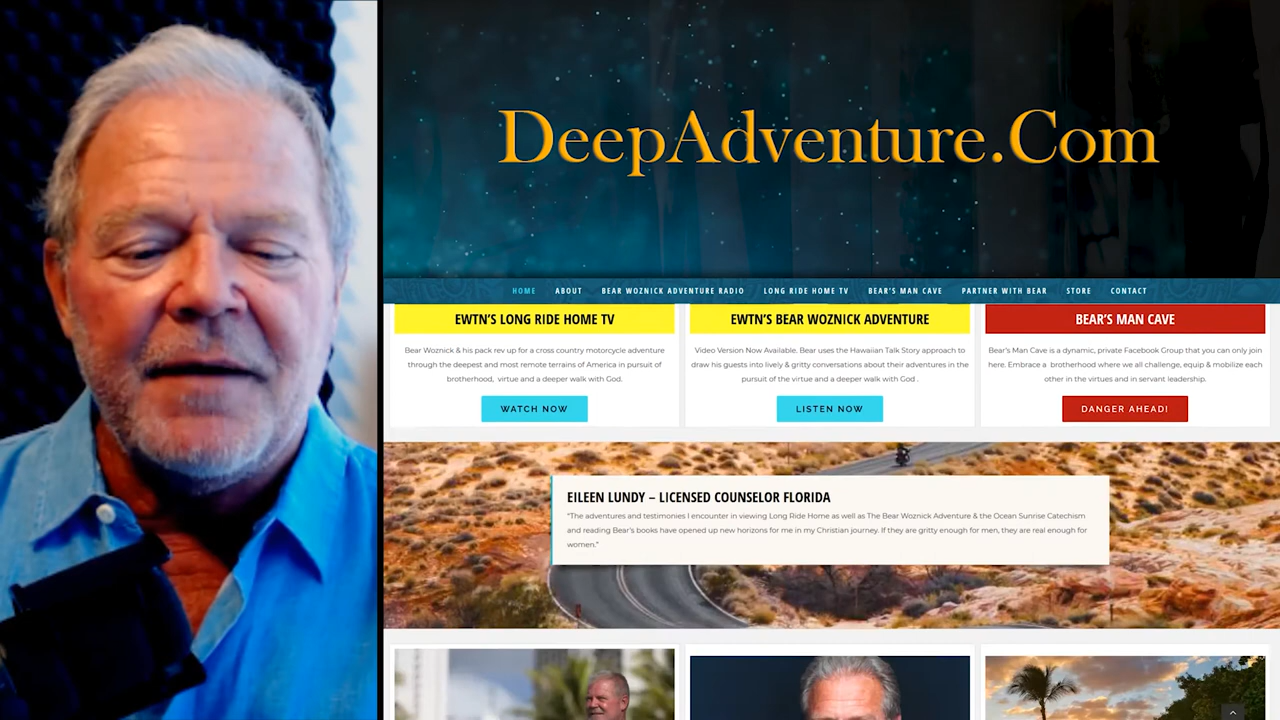 DeepAdventure.Com
HOME ABOUT BEAR WOZNICK ADVENTURE RADIO LONG RIDE HOME TV BEAR'S MAN CAVE PARTNER WITH BEAR STORE CONTACT
EWTN'S LONG RIDE HOME TV
Bear Woznick & his pack rev up for a cross country motorcycle adventure
through the deepest and most remote terrains of America in pursuit of
brotherhood, virtue and a deeper walk with God.
WATCH NOW
EWTN'S BEAR WOZNICK ADVENTURE
Video Version Now Available. Bear uses the Hawaiian Talk Story approach to
draw his guests into lively & gritty conversations about their adventures in the
pursuit of the virtue and a deeper walk with God .
LISTEN NOW
BEAR'S MAN CAVE
Bear's Man Cave is a dynamic, private Facebook Group that you can only join
here. Embrace a brotherhood where we all challenge, equip & mobilize each
other in the virtues and in servant leadership.
DANGER AHEAD!
EILEEN LUNDY – LICENSED COUNSELOR FLORIDA
"The adventures and testimonies I encounter in viewing Long Ride Home as well as The Bear Woznick Adventure & the Ocean Sunrise Catechism
and reading Bear's books have opened up new horizons for me in my Christian journey. If they are gritty enough for men, they are real enough for
women."